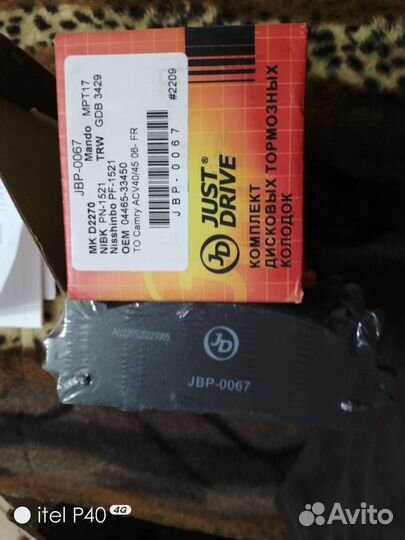 JBP-0067
Mando MPT17
MK D2270
NIBK PN-1521 TRW GDB 3429
Nisshinbo PF-1521
OEM 04465-33450
TO Camry ACV40/45 06- FR
JBP-0067
#2209
JD JUST® DRIVE
КОМПЛЕКТ
ДИСКОВЫХ ТОРМОЗНЫХ
КОЛОДОК
JD
JBP-0067
itel P40 4G
Avito